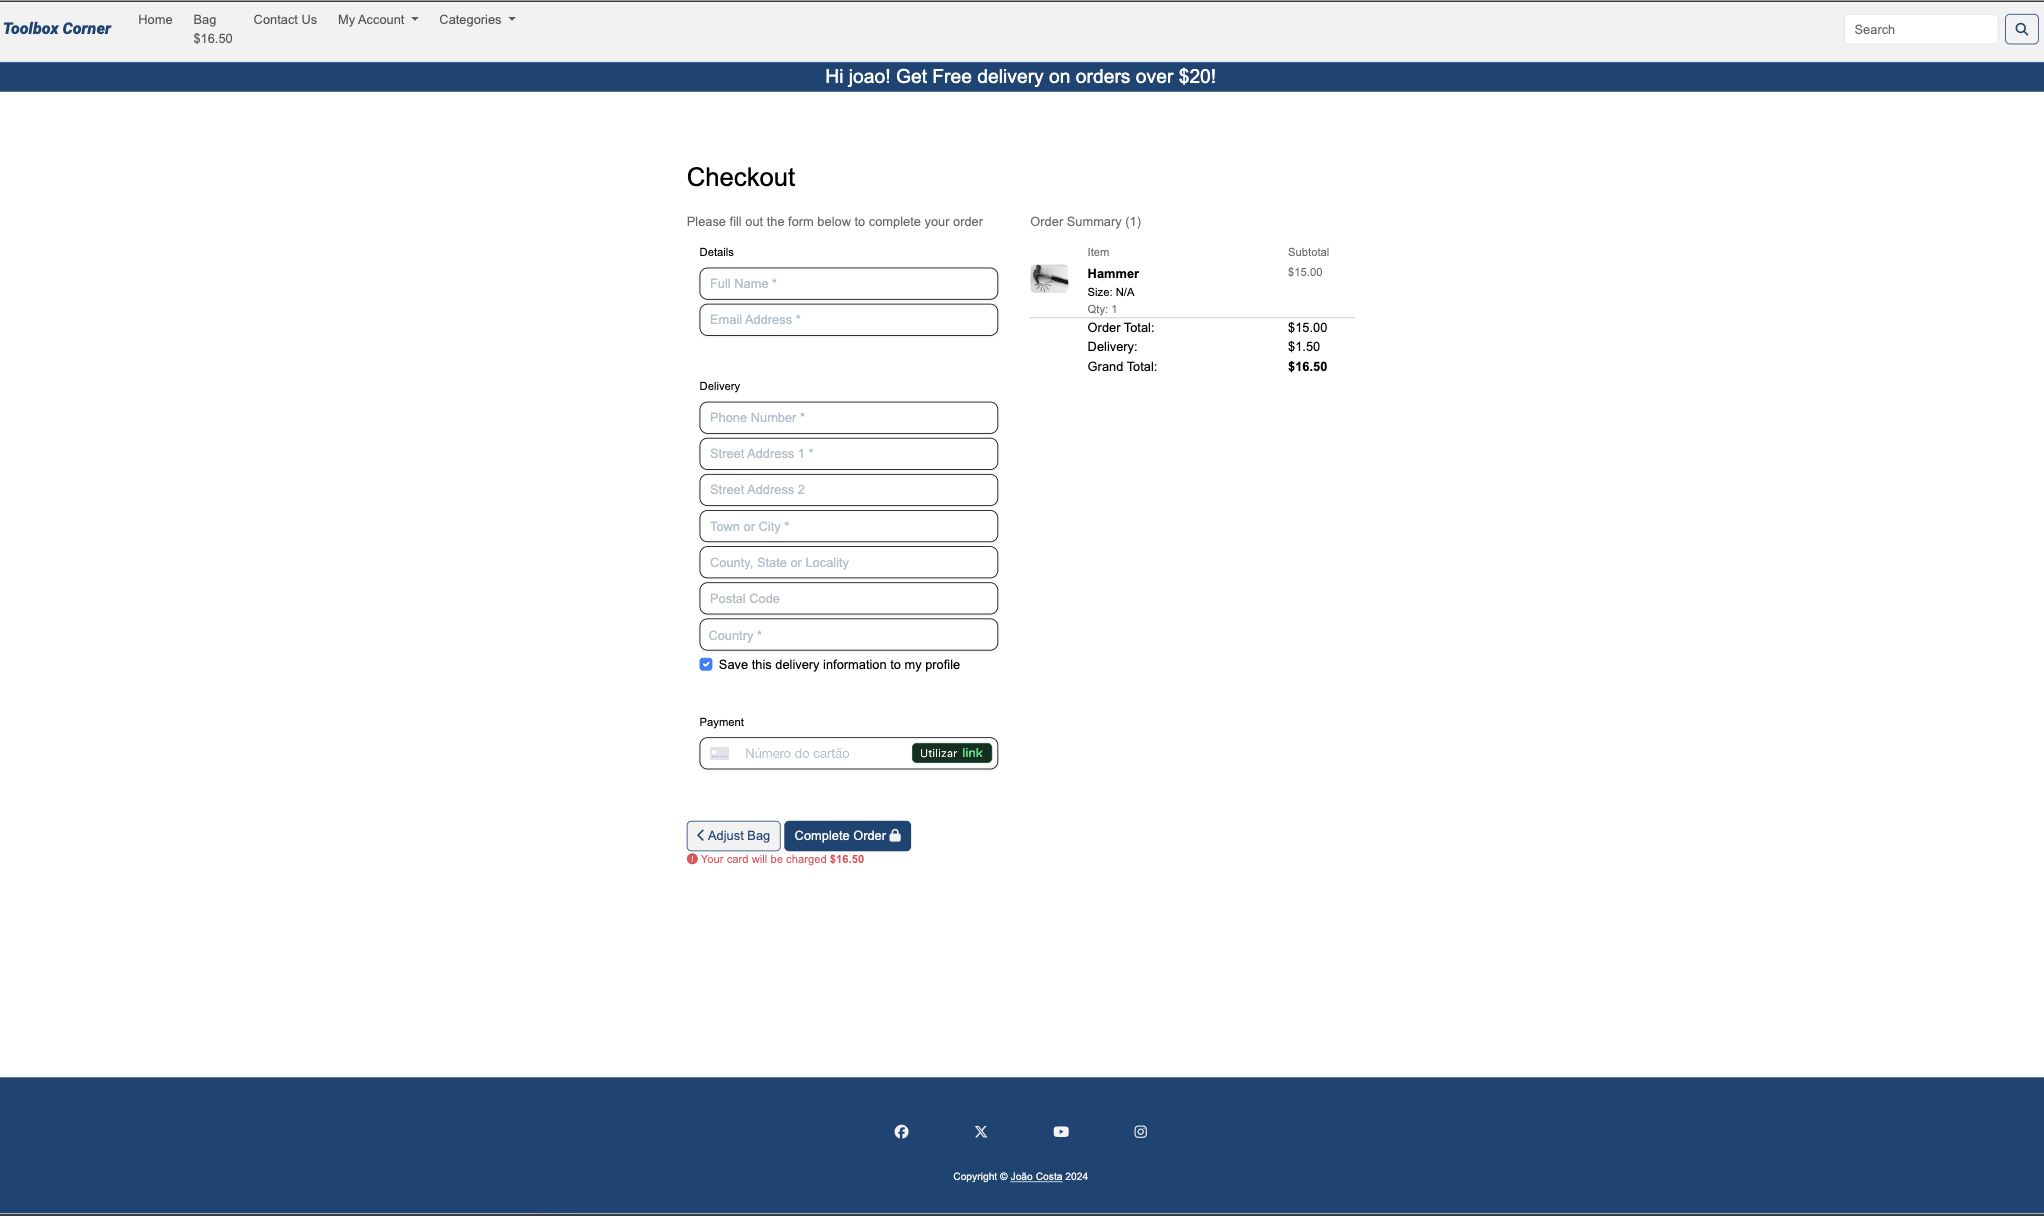 Toolbox Corner
Home
Bag
$16.50
Contact Us
My Account
Categories
Search
Hi joao! Get Free delivery on orders over $20!
Checkout
Please fill out the form below to complete your order
Details
Full Name *
Email Address *
Delivery
Phone Number *
Street Address 1 *
Street Address 2
Town or City *
County, State or Locality
Postal Code
Country *
Save this delivery information to my profile
Payment
Número do cartão
Utilizar link
Adjust Bag
Complete Order
Your card will be charged $16.50
Order Summary (1)
Item Subtotal
Hammer $15.00
Size: N/A
Qty: 1
Order Total: $15.00
Delivery: $1.50
Grand Total: $16.50
Copyright © João Costa 2024